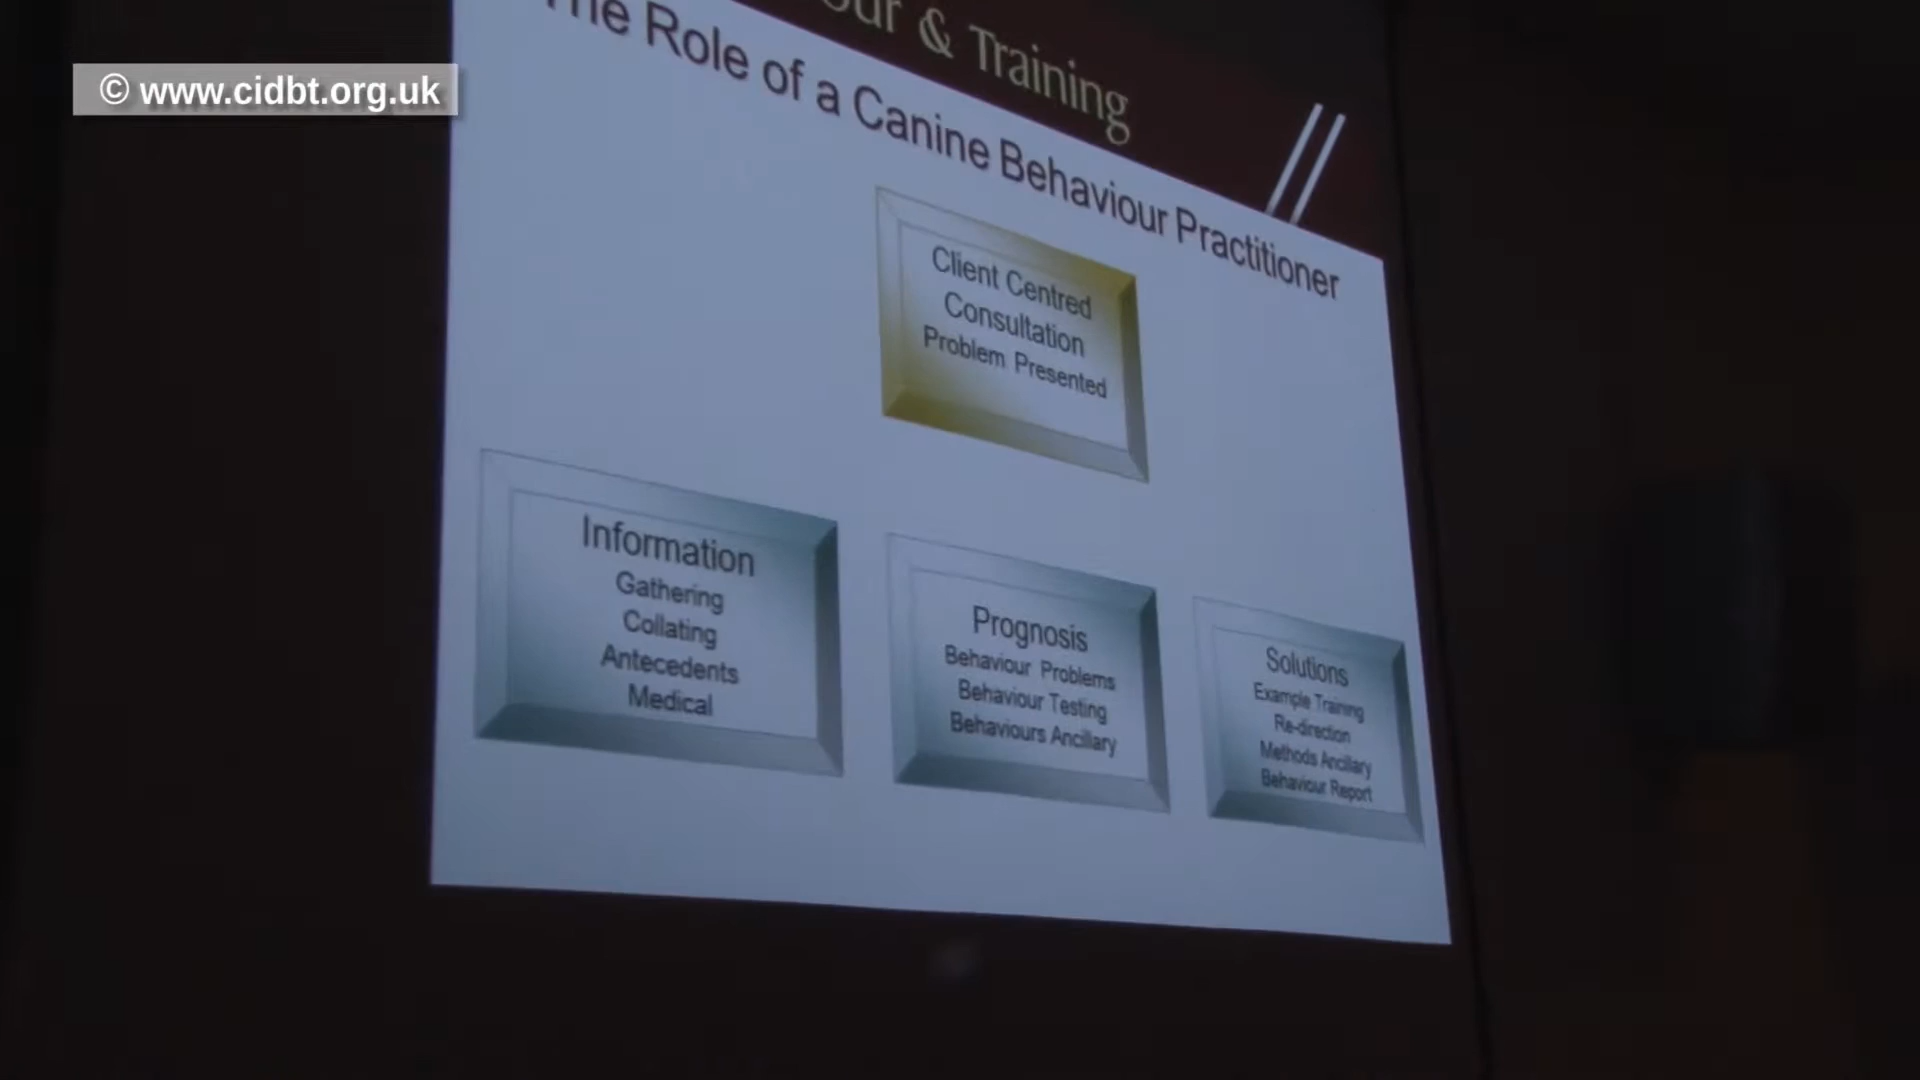 © www.cidbt.org.uk
& Training
The Role of a Canine Behaviour Practitioner
Client Centred
Consultation
Problem Presented
Information
Gathering
Collating
Antecedents
Medical
Prognosis
Behaviour Problems
Behaviour Testing
Behaviours Ancillary
Solutions
Example Training
Re-direction
Methods Ancillary
Behaviour Report